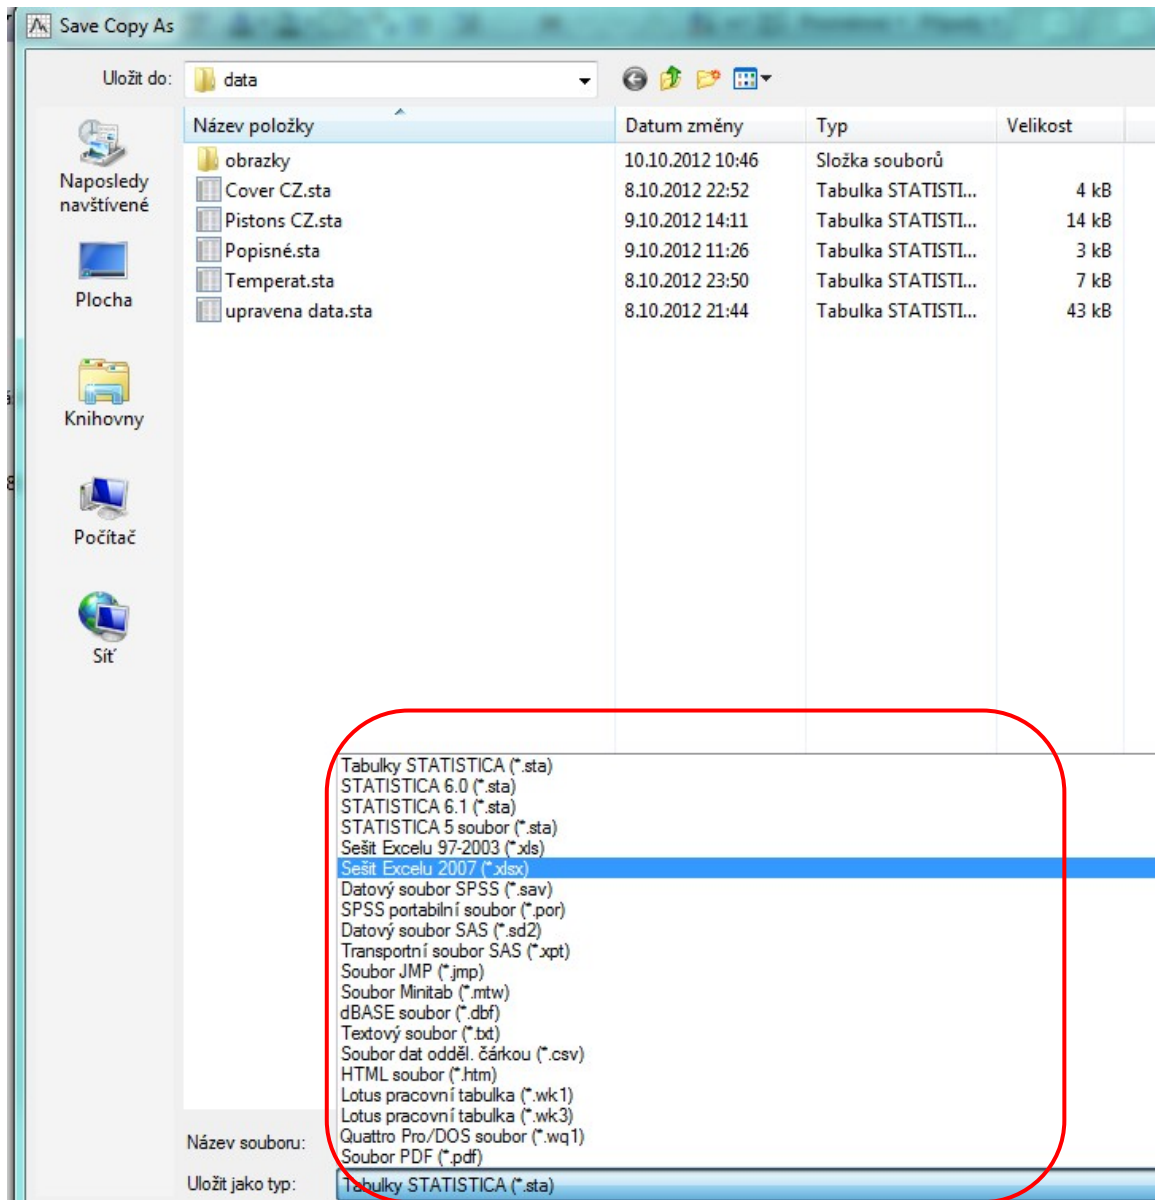 Save Copy As
Uložit do: data
Název položky Datum změny Typ Velikost
obrazky 10.10.2012 10:46 Složka souborů
Cover CZ.sta 8.10.2012 22:52 Tabulka STATISTI... 4 kB
Pistons CZ.sta 9.10.2012 14:11 Tabulka STATISTI... 14 kB
Popisné.sta 9.10.2012 11:26 Tabulka STATISTI... 3 kB
Temperat.sta 8.10.2012 23:50 Tabulka STATISTI... 7 kB
upravena data.sta 8.10.2012 21:44 Tabulka STATISTI... 43 kB
Naposledy
navštívené
Plocha
Knihovny
Počítač
Síť
Tabulky STATISTICA (*.sta)
STATISTICA 6.0 (*.sta)
STATISTICA 6.1 (*.sta)
STATISTICA 5 soubor (*.sta)
Sešit Excelu 97-2003 (*.xls)
Sešit Excelu 2007 (*.xlsx)
Datový soubor SPSS (*.sav)
SPSS portabilní soubor (*.por)
Datový soubor SAS (*.sd2)
Transportní soubor SAS (*.xpt)
Soubor JMP (*.jmp)
Soubor Minitab (*.mtw)
dBASE soubor (*.dbf)
Textový soubor (*.txt)
Soubor dat odděl. čárkou (*.csv)
HTML soubor (*.htm)
Lotus pracovní tabulka (*.wk1)
Lotus pracovní tabulka (*.wk3)
Quattro Pro/DOS soubor (*.wq1)
Soubor PDF (*.pdf)
Název souboru:
Uložit jako typ: Tabulky STATISTICA (*.sta)